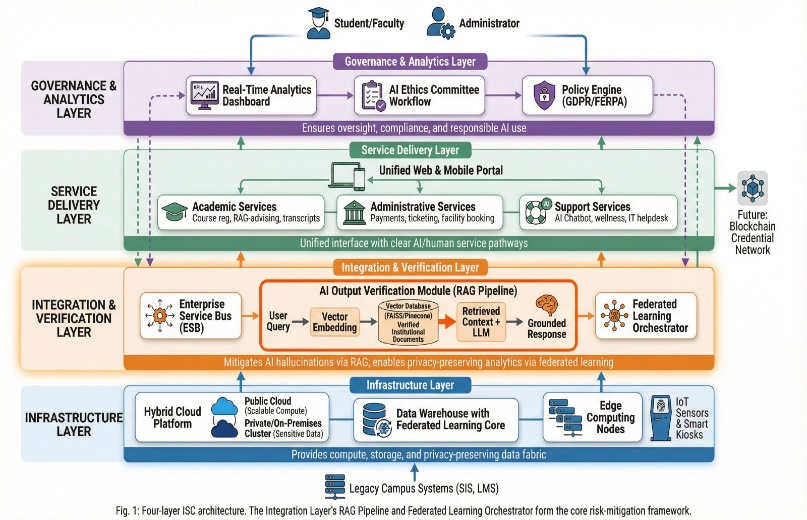 Student/Faculty
Administrator
GOVERNANCE &
ANALYTICS
LAYER
Governance & Analytics Layer
Real-Time Analytics
Dashboard
AI Ethics Committee
Workflow
Policy Engine
(GDPR/FERPA)
Ensures oversight, compliance, and responsible AI use
SERVICE
DELIVERY
LAYER
Service Delivery Layer
Unified Web & Mobile Portal
Academic Services
Course reg, RAG-advising, transcripts
Administrative Services
Payments, ticketing, facility booking
Support Services
AI Chatbot, wellness, IT helpdesk
Unified interface with clear AI/human service pathways
Future:
Blockchain
Credential
Network
INTEGRATION &
VERIFICATION
LAYER
Integration & Verification Layer
Enterprise
Service Bus
(ESB)
AI Output Verification Module (RAG Pipeline)
User
Query
Vector
Embedding
Vector Database
(FAISS/Pinecone)
Verified
Institutional
Documents
Retrieved
Context +
LLM
Grounded
Response
Federated
Learning
Orchestrator
Mitigates AI hallucinations via RAG; enables privacy-preserving analytics via federated learning
INFRASTRUCTURE
LAYER
Infrastructure Layer
Hybrid Cloud
Platform
Public Cloud
(Scalable Compute)
Private/On-Premises
Cluster (Sensitive Data)
Data Warehouse with
Federated Learning Core
Edge
Computing
Nodes
IoT
Sensors
& Smart
Kiosks
Provides compute, storage, and privacy-preserving data fabric
Legacy Campus Systems (SIS, LMS)
Fig. 1: Four-layer ISC architecture. The Integration Layer's RAG Pipeline and Federated Learning Orchestrator form the core risk-mitigation framework.